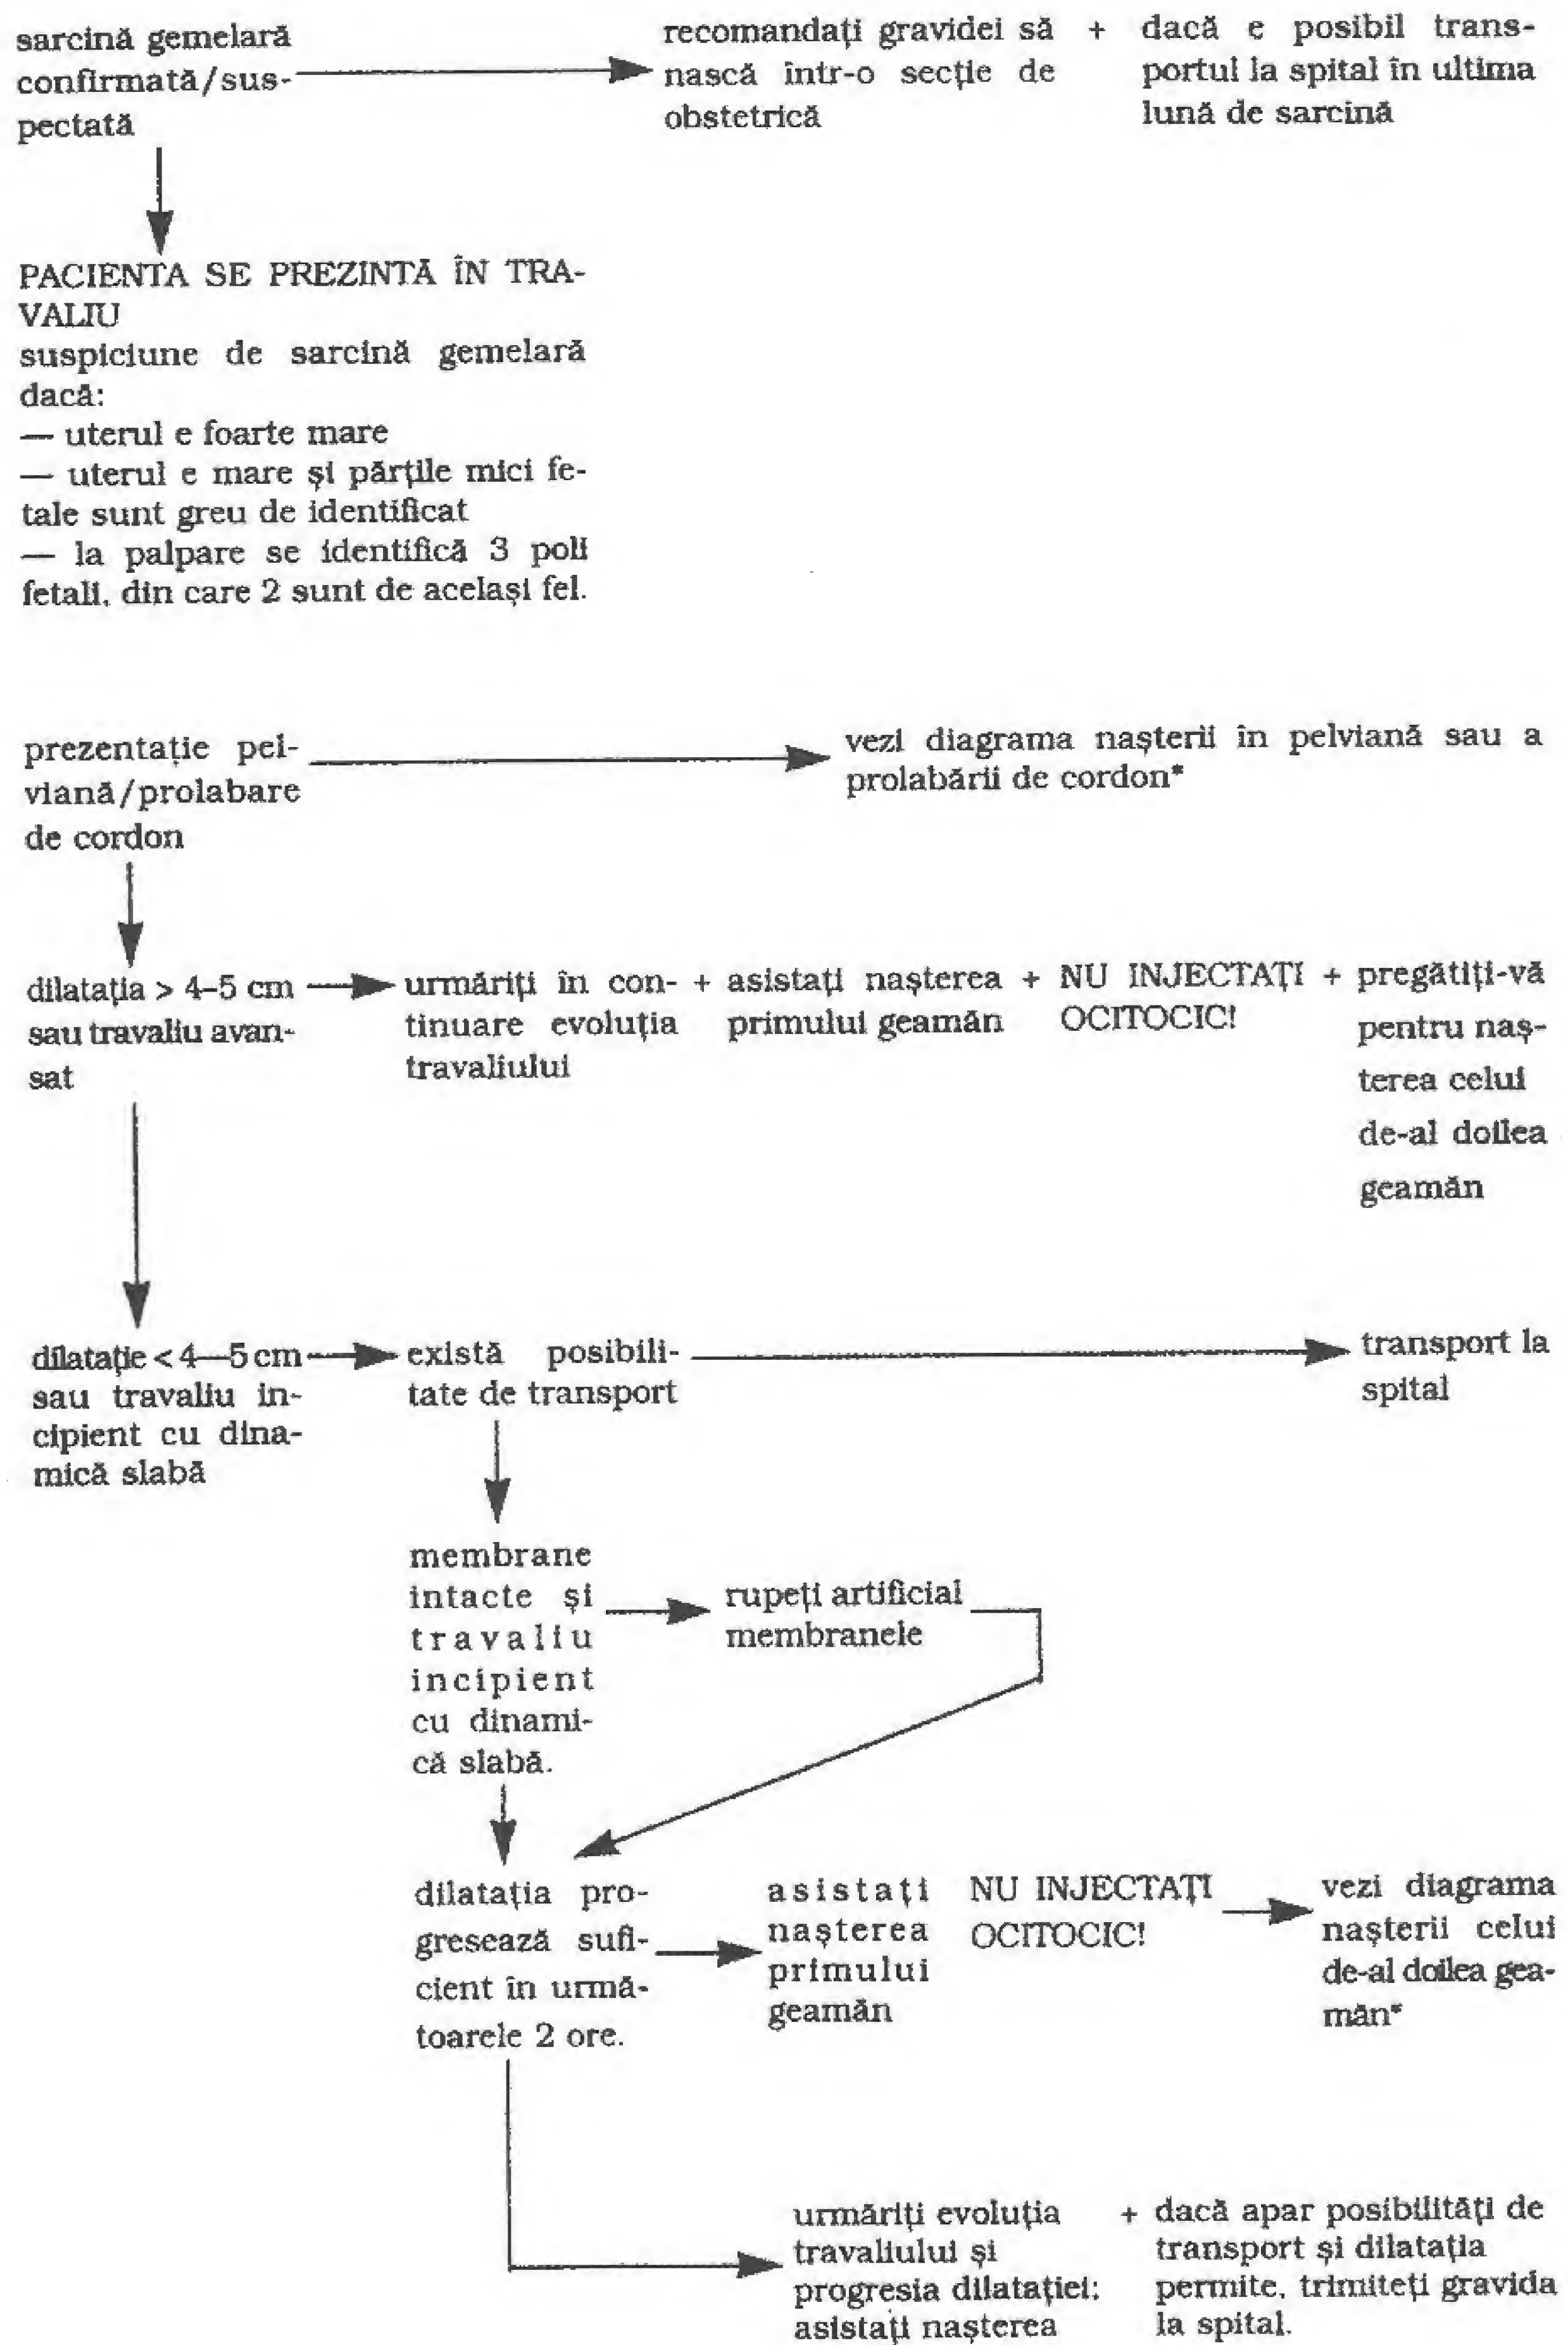 sarcină gemelară
confirmată/sus-
pectată
recomandați gravidei să
nască într-o secție de
obstetrică
+
dacă e posibil trans-
portul la spital în ultima
lună de sarcină
PACIENTA SE PREZINTĂ ÎN TRA-
VALIU
suspiciune de sarcină gemelară
dacă:
— uterul e foarte mare
— uterul e mare și părțile mici fe-
tale sunt greu de identificat
— la palpare se identifică 3 poli
fetali, din care 2 sunt de același fel.
prezentație pel-
viană/prolabare
de cordon
vezi diagrama nașterii în pelviană sau a
prolabării de cordon*
dilatația > 4–5 cm
sau travaliu avan-
sat
urmăriți în con-
tinuare evoluția
travaliului
+
asistați nașterea
primului geamăn
+
NU INJECTAȚI
OCITOCIC!
+
pregătiți-vă
pentru naș-
terea celui
de-al doilea
geamăn
dilatație < 4—5 cm
sau travaliu in-
cipient cu dina-
mică slabă
există posibili-
tate de transport
transport la
spital
membrane
intacte și
travaliu
incipient
cu dinami-
că slabă.
rupeți artificial
membranele
dilatația pro-
gresează sufi-
cient în urmă-
toarele 2 ore.
asistați
nașterea
primului
geamăn
NU INJECTAȚI
OCITOCIC!
vezi diagrama
nașterii celui
de-al doilea gea-
măn*
urmăriți evoluția
travaliului și
progresia dilatației;
asistați nașterea
+
dacă apar posibilități de
transport și dilatația
permite, trimiteți gravida
la spital.